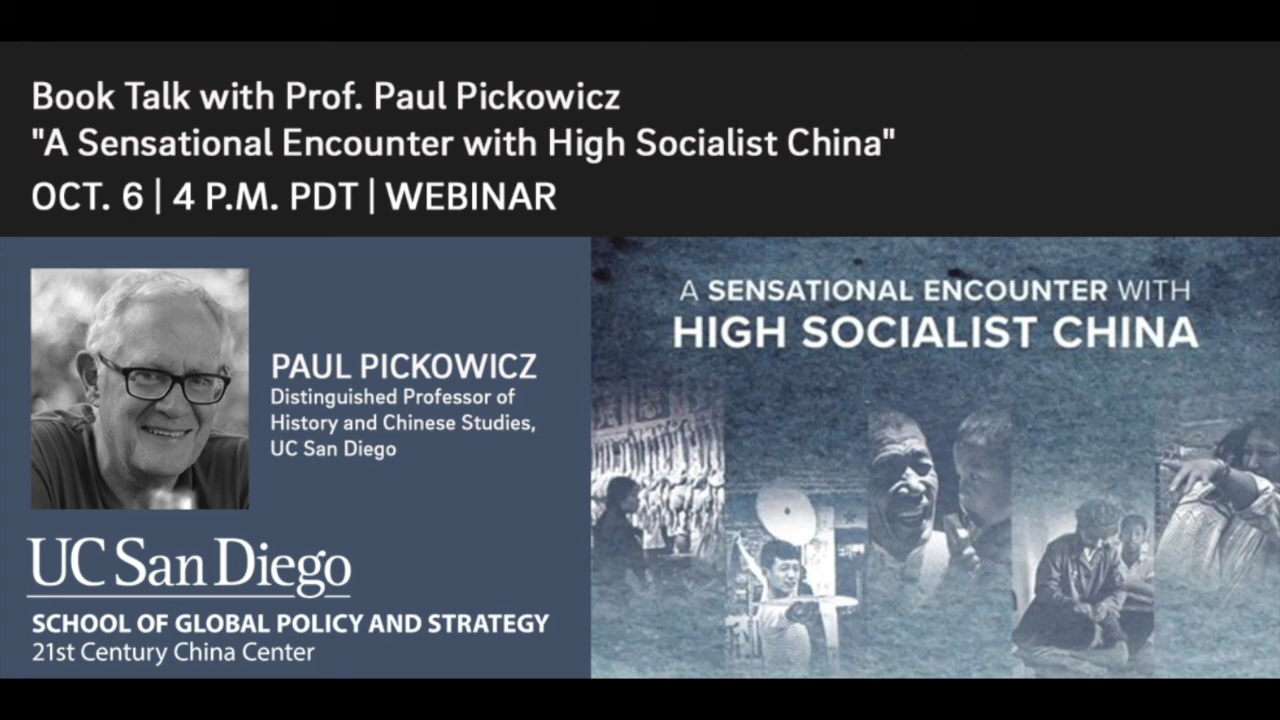 Book Talk with Prof. Paul Pickowicz
"A Sensational Encounter with High Socialist China"
OCT. 6 | 4 P.M. PDT | WEBINAR
PAUL PICKOWICZ
Distinguished Professor of
History and Chinese Studies,
UC San Diego
UC San Diego
SCHOOL OF GLOBAL POLICY AND STRATEGY
21st Century China Center
A SENSATIONAL ENCOUNTER WITH
HIGH SOCIALIST CHINA